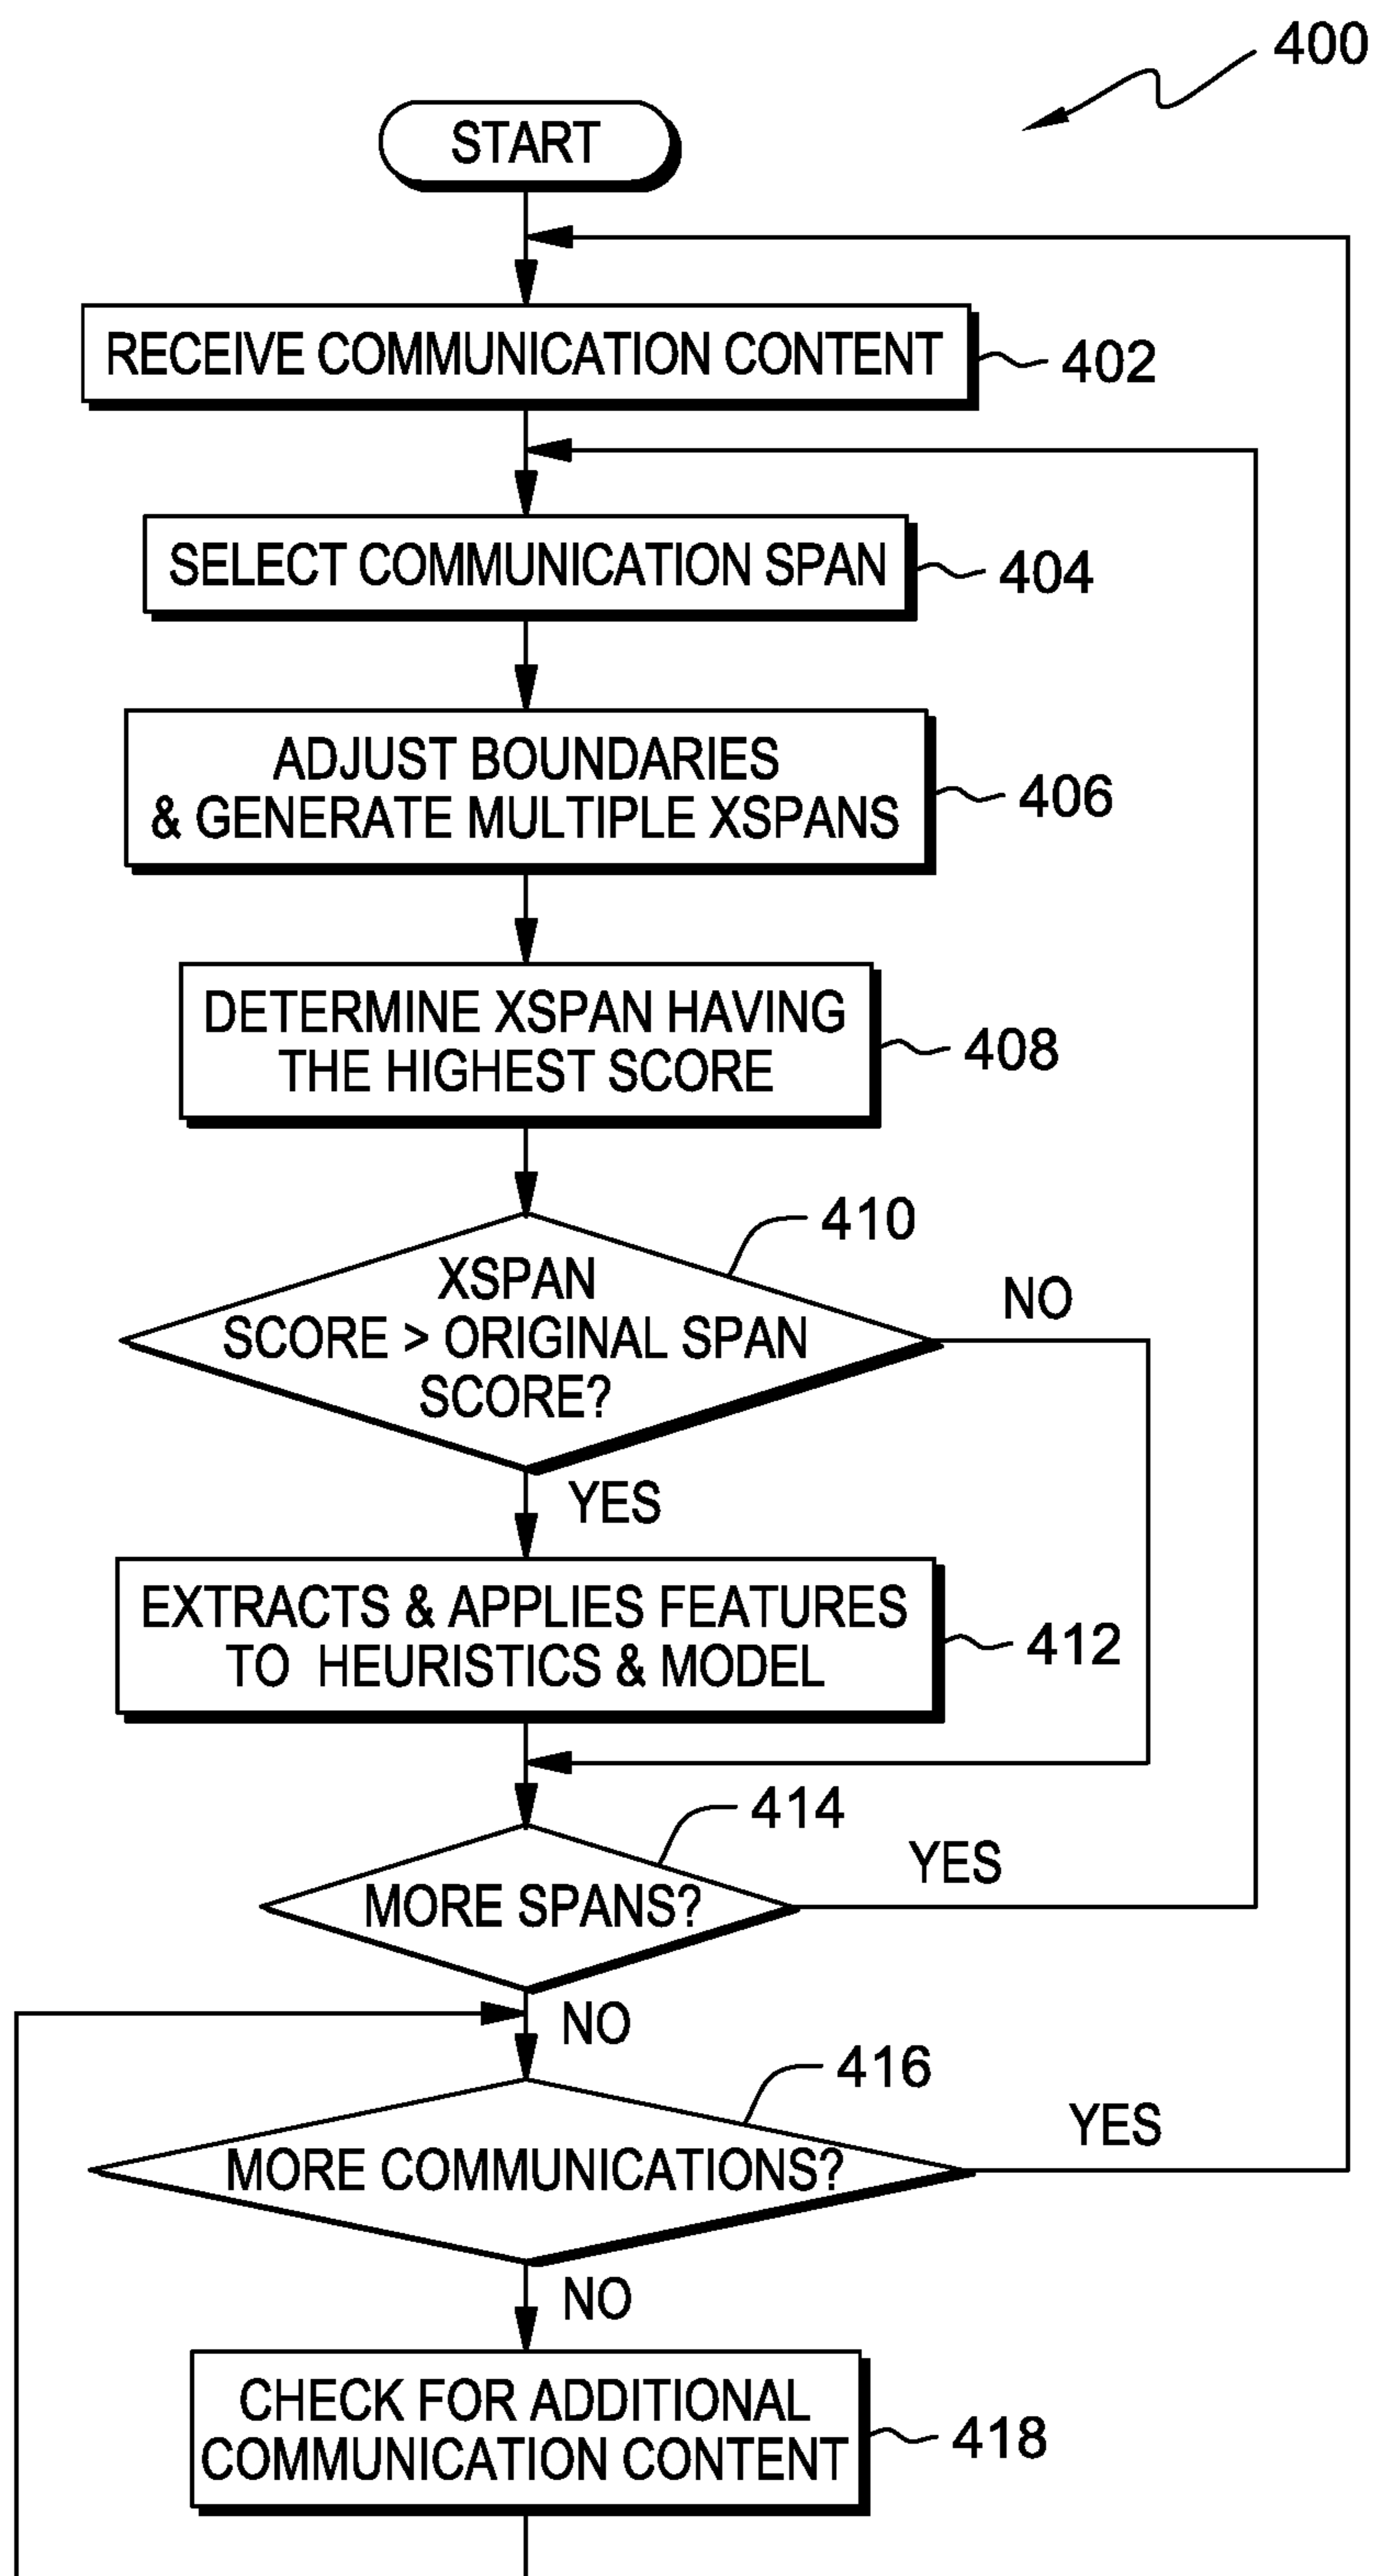 400
START
RECEIVE COMMUNICATION CONTENT
402
SELECT COMMUNICATION SPAN
404
ADJUST BOUNDARIES
& GENERATE MULTIPLE XSPANS
406
DETERMINE XSPAN HAVING
THE HIGHEST SCORE
408
410
XSPAN
SCORE > ORIGINAL SPAN
SCORE?
NO
YES
EXTRACTS & APPLIES FEATURES
TO HEURISTICS & MODEL
412
414
MORE SPANS?
YES
NO
416
MORE COMMUNICATIONS?
YES
NO
CHECK FOR ADDITIONAL
COMMUNICATION CONTENT
418